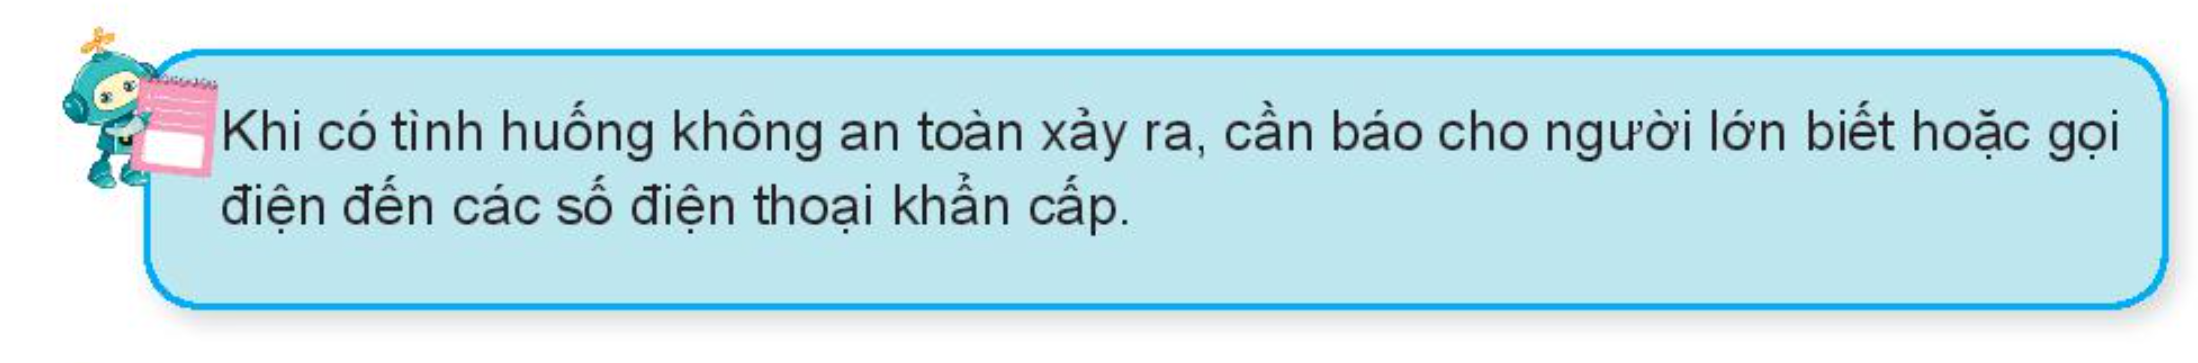 Khi có tình huống không an toàn xảy ra, cần báo cho người lớn biết hoặc gọi
điện đến các số điện thoại khẩn cấp.